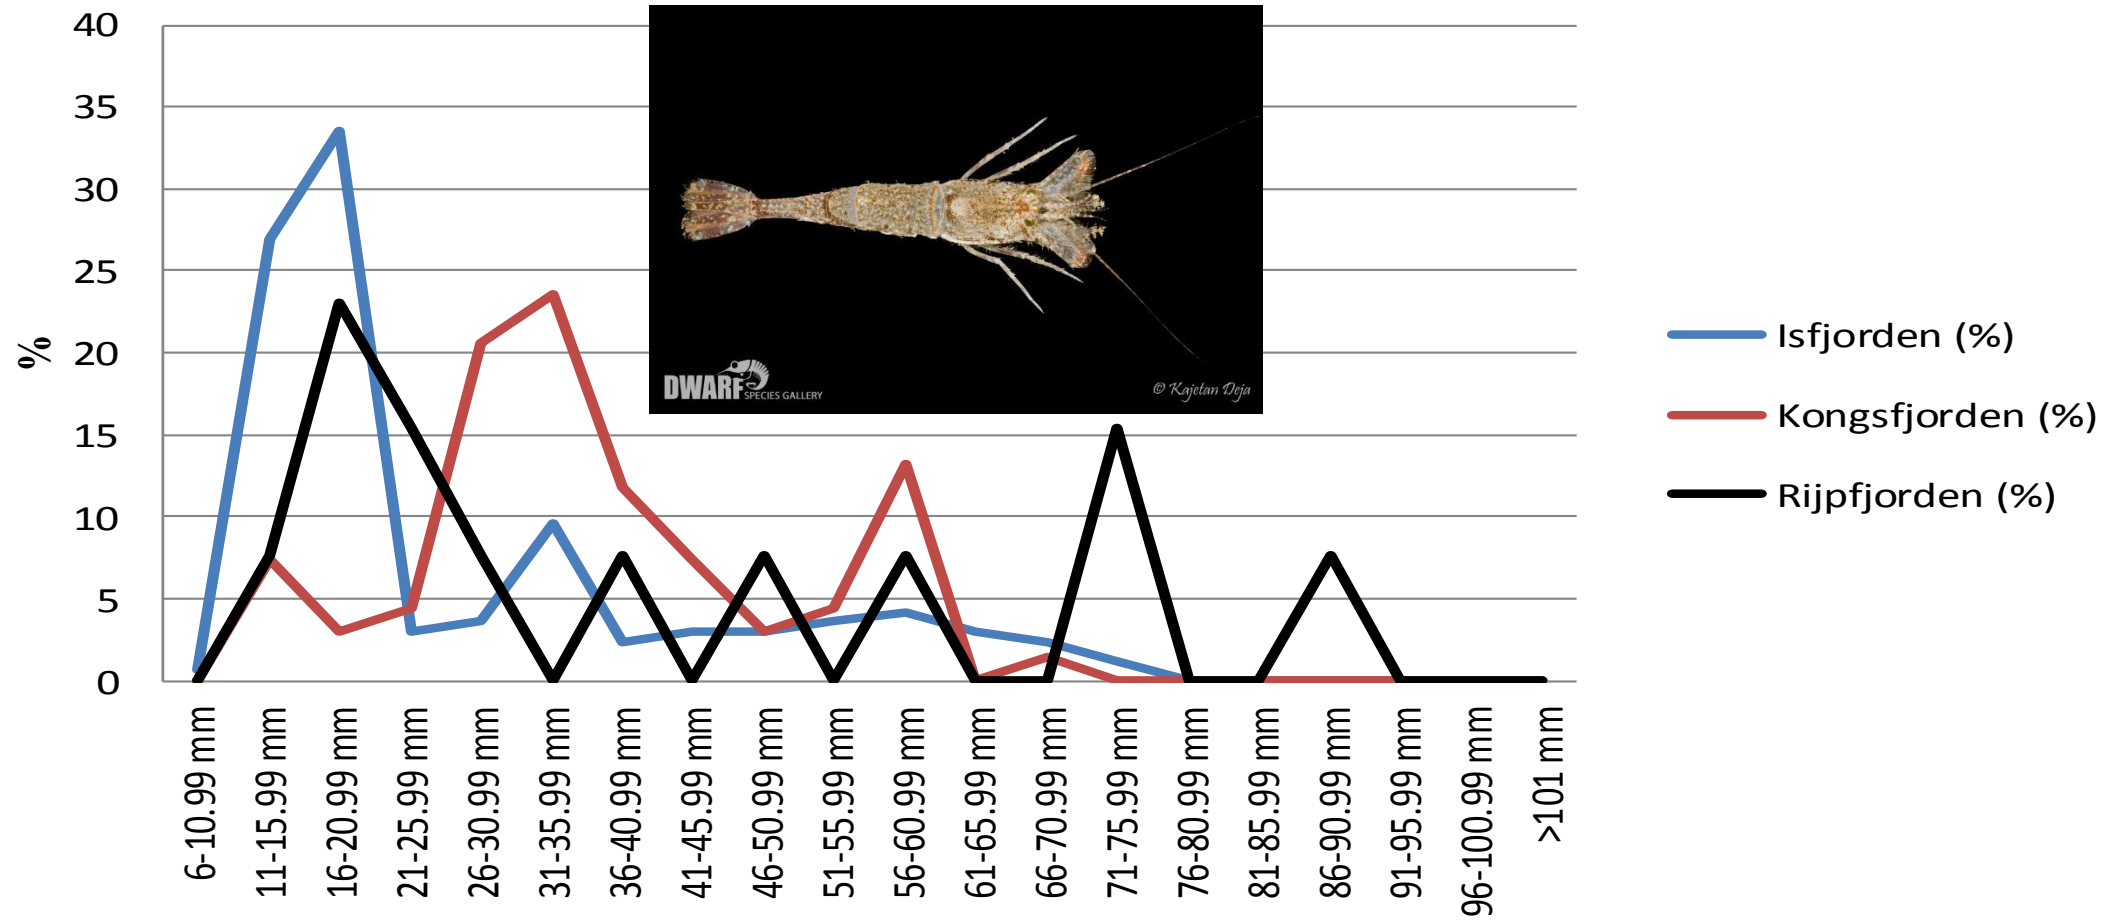 40
35
30
25
20
15
10
5
0
%
DWARF
SPECIES GALLERY
© Kajetan Deja
Isfjorden (%)
Kongsfjorden (%)
Rijpfjorden (%)
6-10.99 mm
11-15.99 mm
16-20.99 mm
21-25.99 mm
26-30.99 mm
31-35.99 mm
36-40.99 mm
41-45.99 mm
46-50.99 mm
51-55.99 mm
56-60.99 mm
61-65.99 mm
66-70.99 mm
71-75.99 mm
76-80.99 mm
81-85.99 mm
86-90.99 mm
91-95.99 mm
96-100.99 mm
>101 mm